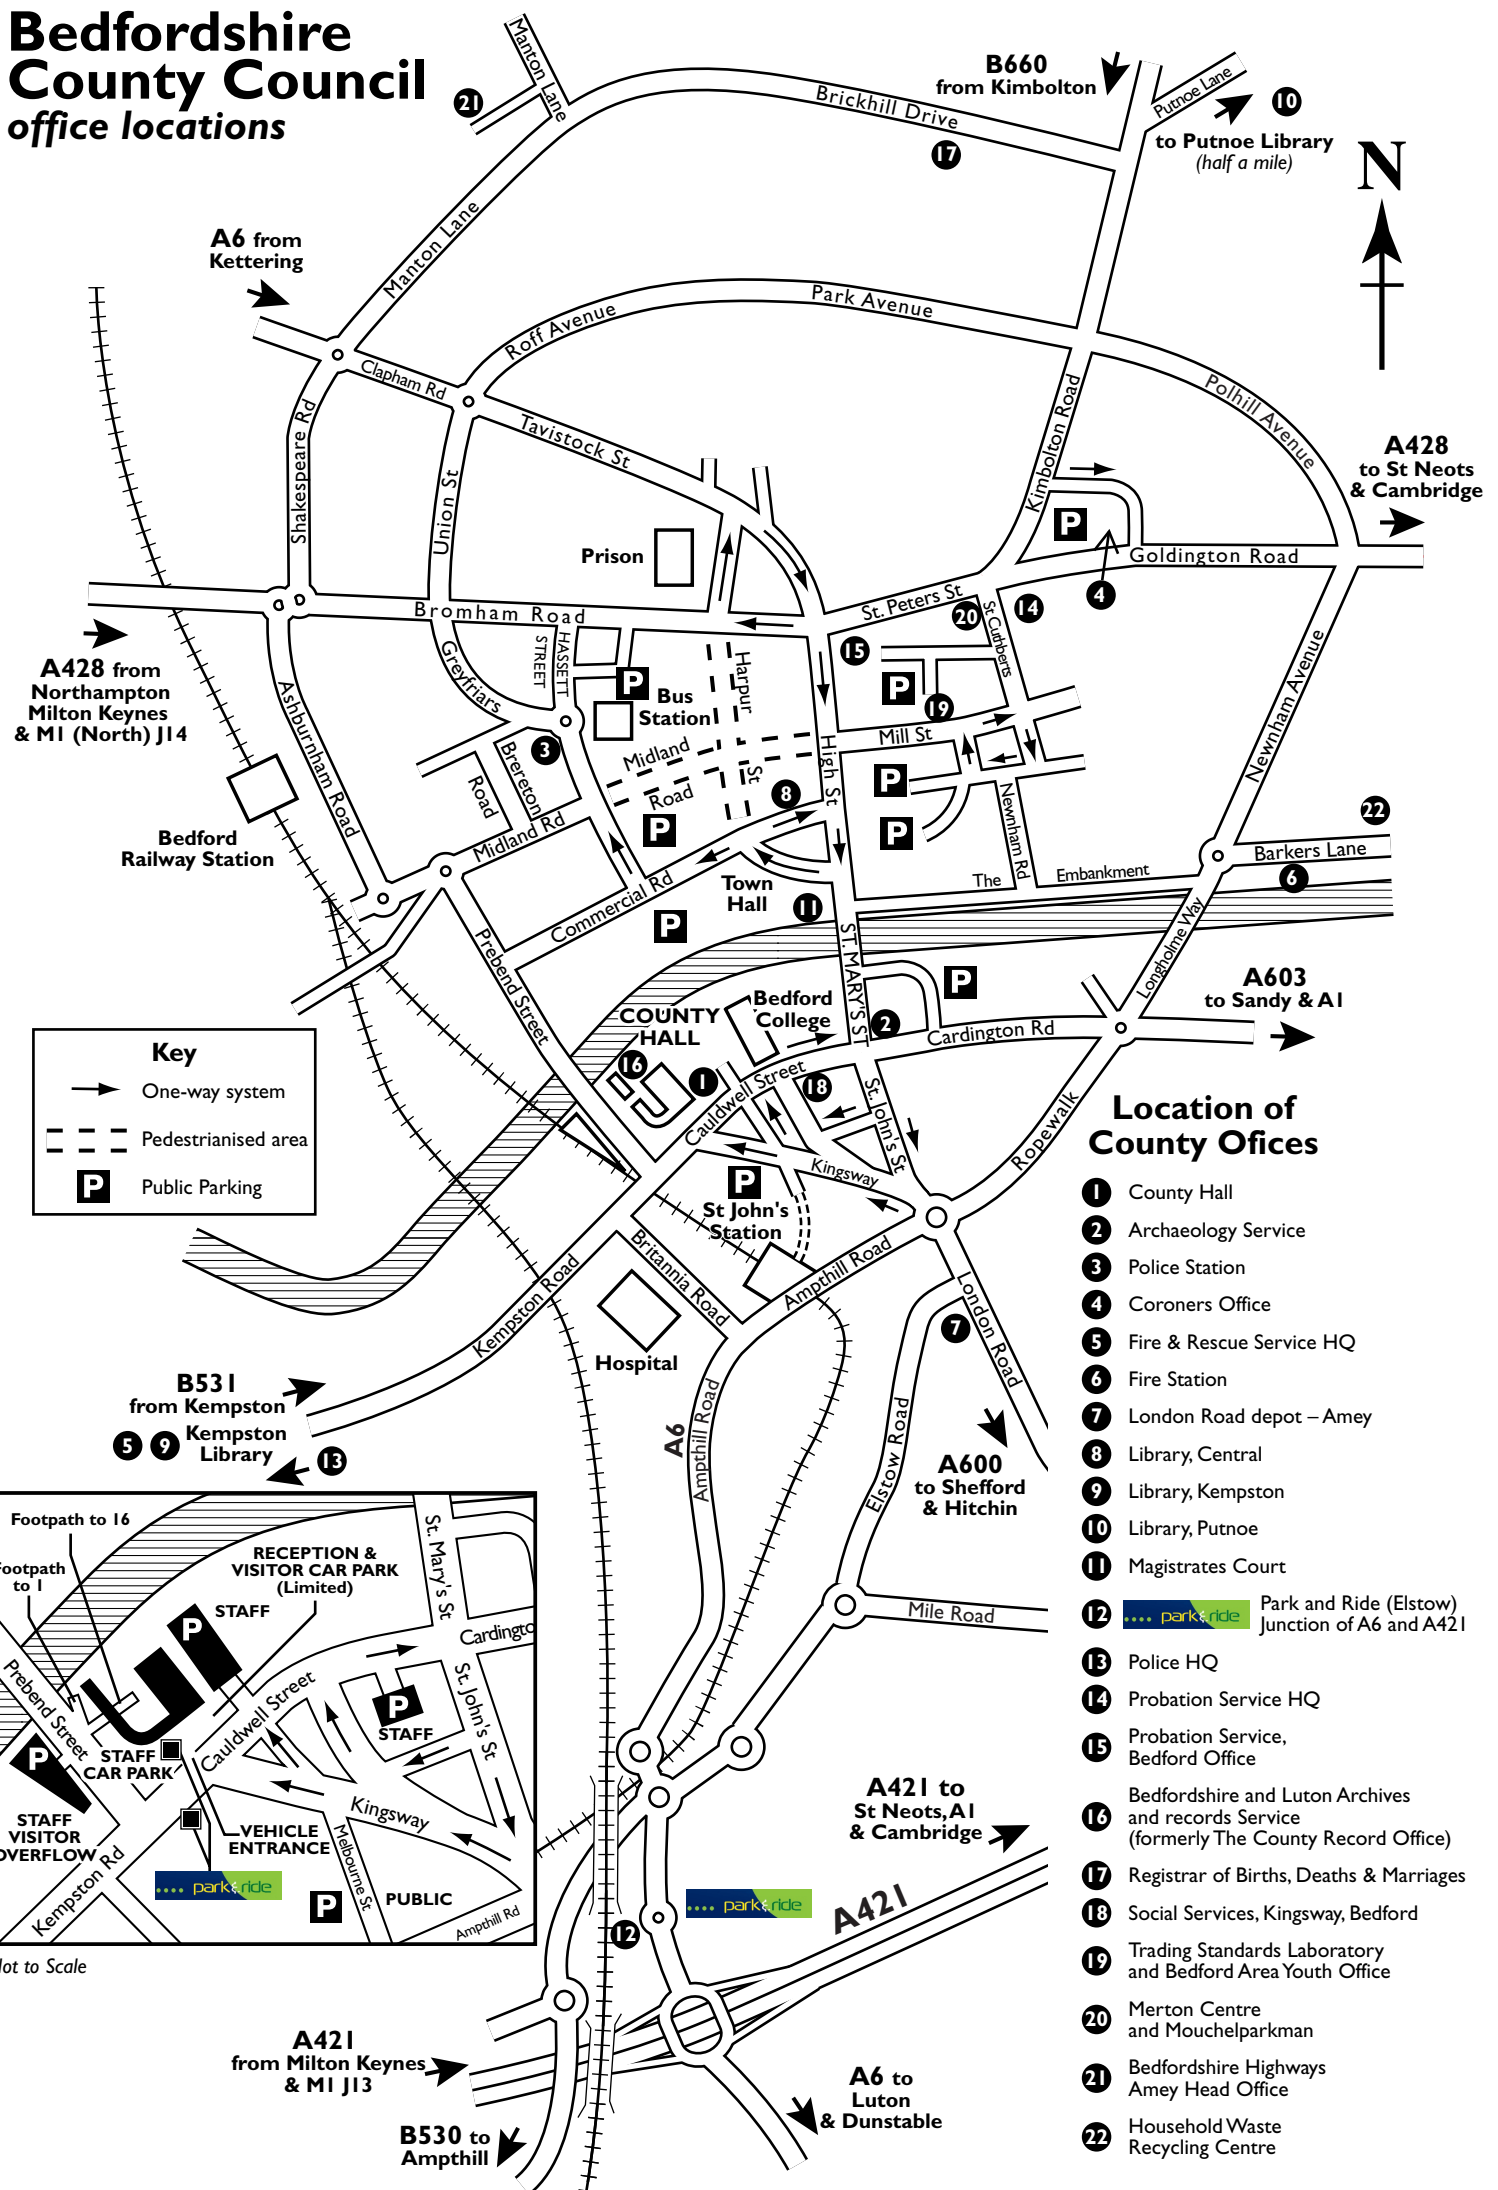 Bedfordshire
County Council
office locations
Manton Lane
21
B660
from Kimbolton
Putnoe Lane
10
to Putnoe Library
(half a mile)
N
Brickhill Drive
17
Manton Lane
A6 from
Kettering
Clapham Rd
Roff Avenue
Park Avenue
Polhill Avenue
Kimbolton Road
Shakespeare Rd
Union St
Tavistock St
A428
to St Neots
& Cambridge
P
Prison
Goldington Road
4
Bromham Road
St. Peters St
20
St Cuthberts
14
15
A428 from
Northampton
Milton Keynes
& M1 (North) J14
Greyfriars
HASSETT
STREET
P
Bus
Station
Harpur
St
P
19
Mill St
Newnham Avenue
Ashburnham Road
3
Brereton
Road
Midland
Road
High St
P
P
8
P
Midland Rd
Newnham Rd
22
Bedford
Railway Station
Barkers Lane
6
The
Embankment
Town
Hall
11
Commercial Rd
P
Prebend Street
ST. MARY'S ST
Longholme Way
P
A603
to Sandy & A1
Bedford
College
COUNTY
HALL
2
Cardington Rd
16
1
18
Cauldwell Street
St. John's St
Ropewalk
Kingsway
P
St John's
Station
Key
One-way system
Pedestrianised area
P
Public Parking
Britannia Road
Ampthill Road
London Road
7
Kempston Road
Hospital
B531
from Kempston
5
9
Kempston
Library
13
A6
Ampthill Road
Elstow Road
A600
to Shefford
& Hitchin
Mile Road
Location of
County Ofices
1 County Hall
2 Archaeology Service
3 Police Station
4 Coroners Office
5 Fire & Rescue Service HQ
6 Fire Station
7 London Road depot – Amey
8 Library, Central
9 Library, Kempston
10 Library, Putnoe
11 Magistrates Court
12 park & ride Park and Ride (Elstow)
Junction of A6 and A421
13 Police HQ
14 Probation Service HQ
15 Probation Service,
Bedford Office
16 Bedfordshire and Luton Archives
and records Service
(formerly The County Record Office)
17 Registrar of Births, Deaths & Marriages
18 Social Services, Kingsway, Bedford
19 Trading Standards Laboratory
and Bedford Area Youth Office
20 Merton Centre
and Mouchelparkman
21 Bedfordshire Highways
Amey Head Office
22 Household Waste
Recycling Centre
Footpath to 16
ootpath
to 1
RECEPTION &
VISITOR CAR PARK
(Limited)
STAFF
P
St. Mary's St
Cardingto
Prebend Street
Cauldwell Street
St. John's St
P
STAFF
P
STAFF
CAR PARK
STAFF
VISITOR
OVERFLOW
Kingsway
VEHICLE
ENTRANCE
Melbourne St
Kempston Rd
park & ride
P
PUBLIC
Ampthill Rd
Not to Scale
A421 to
St Neots, A1
& Cambridge
park & ride
12
A421
A421
from Milton Keynes
& M1 J13
B530 to
Ampthill
A6 to
Luton
& Dunstable